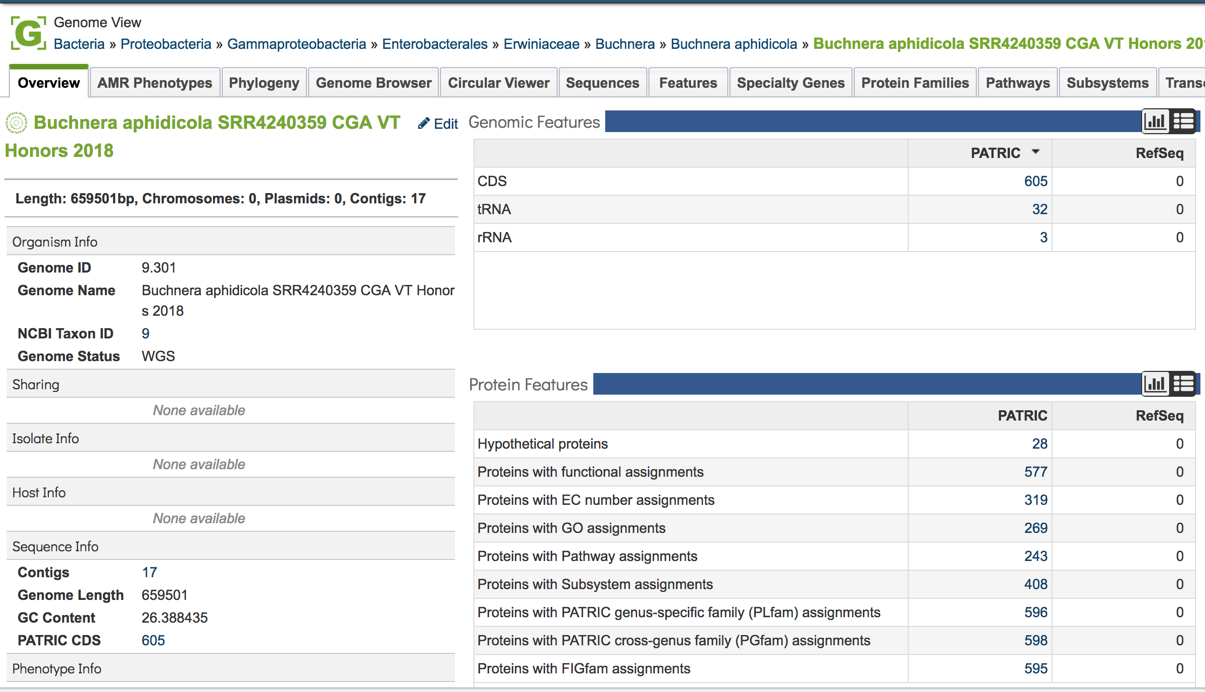 G
Genome View
Bacteria » Proteobacteria » Gammaproteobacteria » Enterobacterales » Erwiniaceae » Buchnera » Buchnera aphidicola » Buchnera aphidicola SRR4240359 CGA VT Honors 20
Overview AMR Phenotypes Phylogeny Genome Browser Circular Viewer Sequences Features Specialty Genes Protein Families Pathways Subsystems Trans
Buchnera aphidicola SRR4240359 CGA VT
Honors 2018
Edit
Length: 659501bp, Chromosomes: 0, Plasmids: 0, Contigs: 17
Organism Info
Genome ID 9.301
Genome Name Buchnera aphidicola SRR4240359 CGA VT Honor
s 2018
NCBI Taxon ID 9
Genome Status WGS
Sharing
None available
Isolate Info
None available
Host Info
None available
Sequence Info
Contigs 17
Genome Length 659501
GC Content 26.388435
PATRIC CDS 605
Phenotype Info
Genomic Features
PATRIC RefSeq
CDS 605 0
tRNA 32 0
rRNA 3 0
Protein Features
PATRIC RefSeq
Hypothetical proteins 28 0
Proteins with functional assignments 577 0
Proteins with EC number assignments 319 0
Proteins with GO assignments 269 0
Proteins with Pathway assignments 243 0
Proteins with Subsystem assignments 408 0
Proteins with PATRIC genus-specific family (PLfam) assignments 596 0
Proteins with PATRIC cross-genus family (PGfam) assignments 598 0
Proteins with FIGfam assignments 595 0